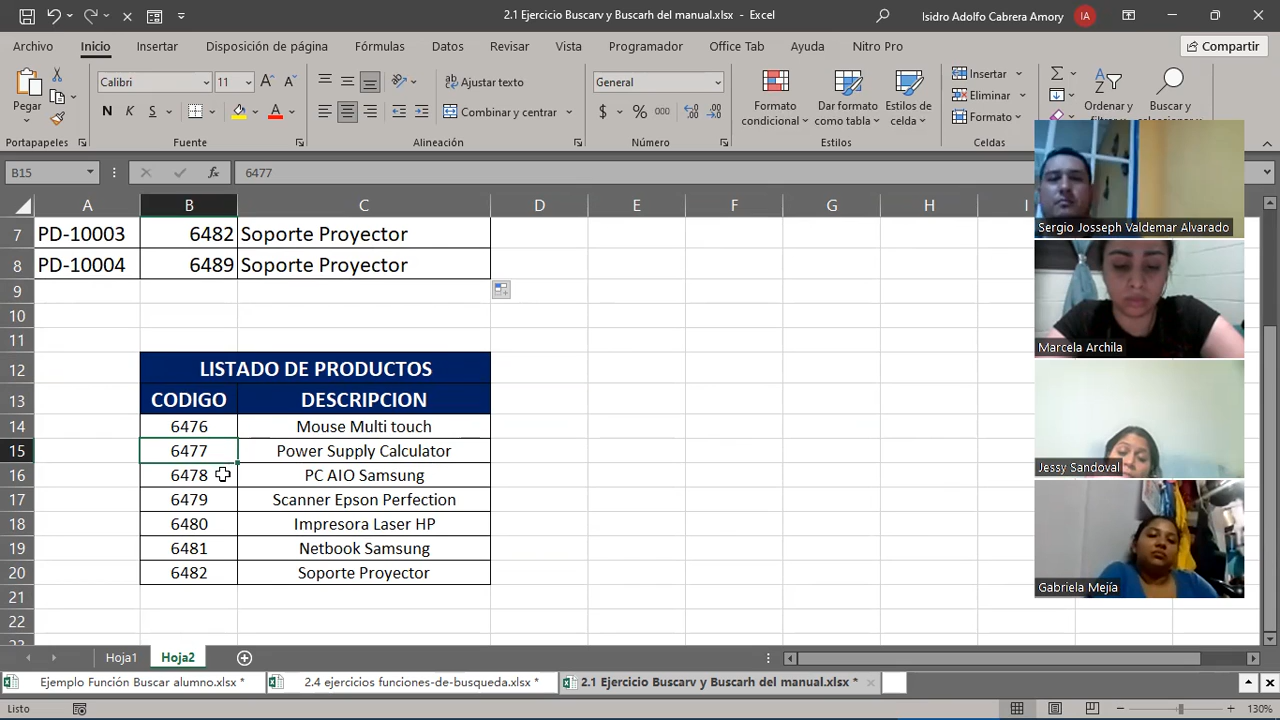 2.1 Ejercicio Buscarv y Buscarh del manual.xlsx - Excel
Isidro Adolfo Cabrera Amory
IA
Archivo Inicio Insertar Disposición de página Fórmulas Datos Revisar Vista Programador Office Tab Ayuda Nitro Pro
Compartir
Pegar
Calibri 11
N K S
Ajustar texto
Combinar y centrar
General
$ % 000
Formato condicional
Dar formato como tabla
Estilos de celda
Insertar
Eliminar
Formato
Ordenar y
Buscar y
Portapapeles Fuente Alineación Número Estilos Celdas
B15 fx 6477
A B C D E F G H I
7 PD-10003 6482 Soporte Proyector
8 PD-10004 6489 Soporte Proyector
9
10
11
12 LISTADO DE PRODUCTOS
13 CODIGO DESCRIPCION
14 6476 Mouse Multi touch
15 6477 Power Supply Calculator
16 6478 PC AIO Samsung
17 6479 Scanner Epson Perfection
18 6480 Impresora Laser HP
19 6481 Netbook Samsung
20 6482 Soporte Proyector
21
22
Sergio Josseph Valdemar Alvarado
Marcela Archila
Jessy Sandoval
Gabriela Mejía
Hoja1 Hoja2
Ejemplo Función Buscar alumno.xlsx * 2.4 ejercicios funciones-de-busqueda.xlsx * 2.1 Ejercicio Buscarv y Buscarh del manual.xlsx *
Listo
130%